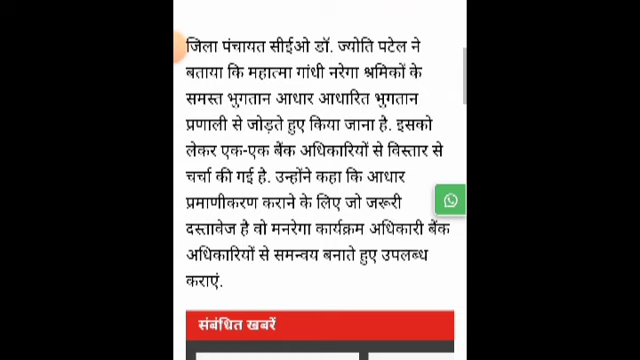 जिला पंचायत सीईओ डॉ. ज्योति पटेल ने
बताया कि महात्मा गांधी नरेगा श्रमिकों के
समस्त भुगतान आधार आधारित भुगतान
प्रणाली से जोड़ते हुए किया जाना है. इसको
लेकर एक-एक बैंक अधिकारियों से विस्तार से
चर्चा की गई है. उन्होंने कहा कि आधार
प्रमाणीकरण कराने के लिए जो जरूरी
दस्तावेज है वो मनरेगा कार्यक्रम अधिकारी बैंक
अधिकारियों से समन्वय बनाते हुए उपलब्ध
कराएं.
संबंधित खबरें